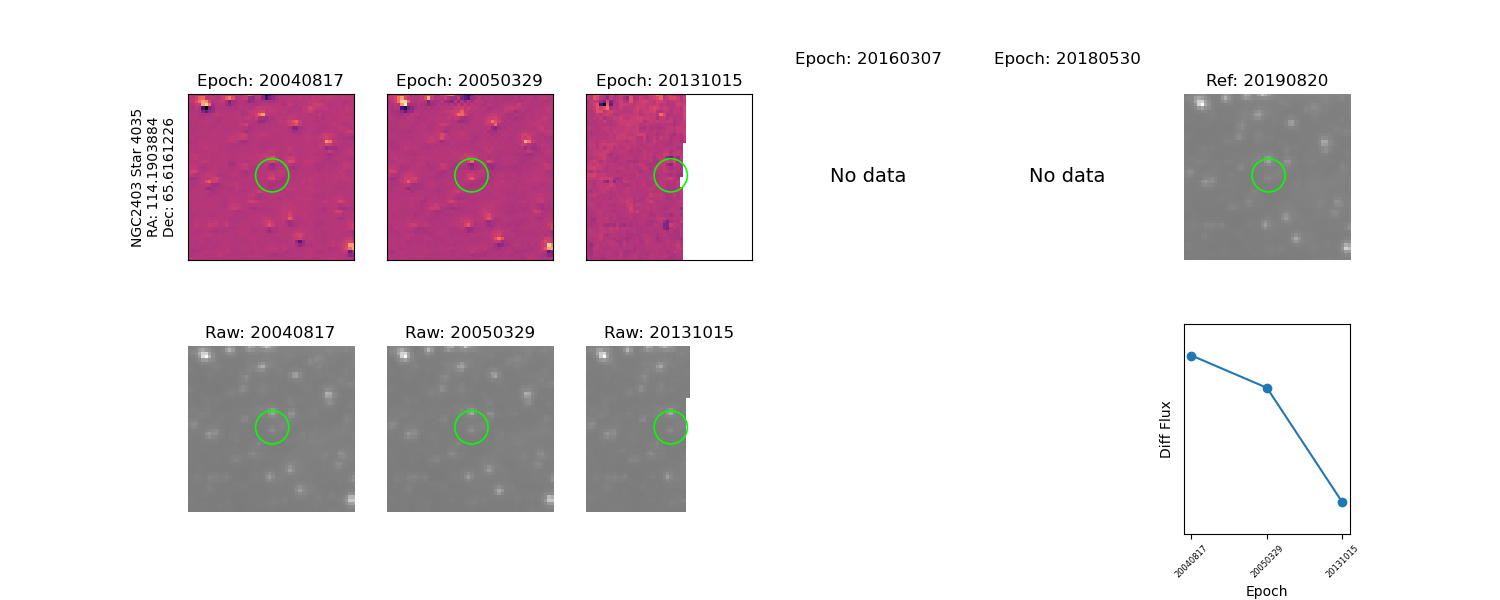 Epoch: 20040817
Epoch: 20050329
Epoch: 20131015
Epoch: 20160307
Epoch: 20180530
Ref: 20190820
NGC2403 Star 4035
RA: 114.1903884
Dec: 65.6161226
No data
No data
Raw: 20040817
Raw: 20050329
Raw: 20131015
Diff Flux
20040817
20050329
20131015
Epoch